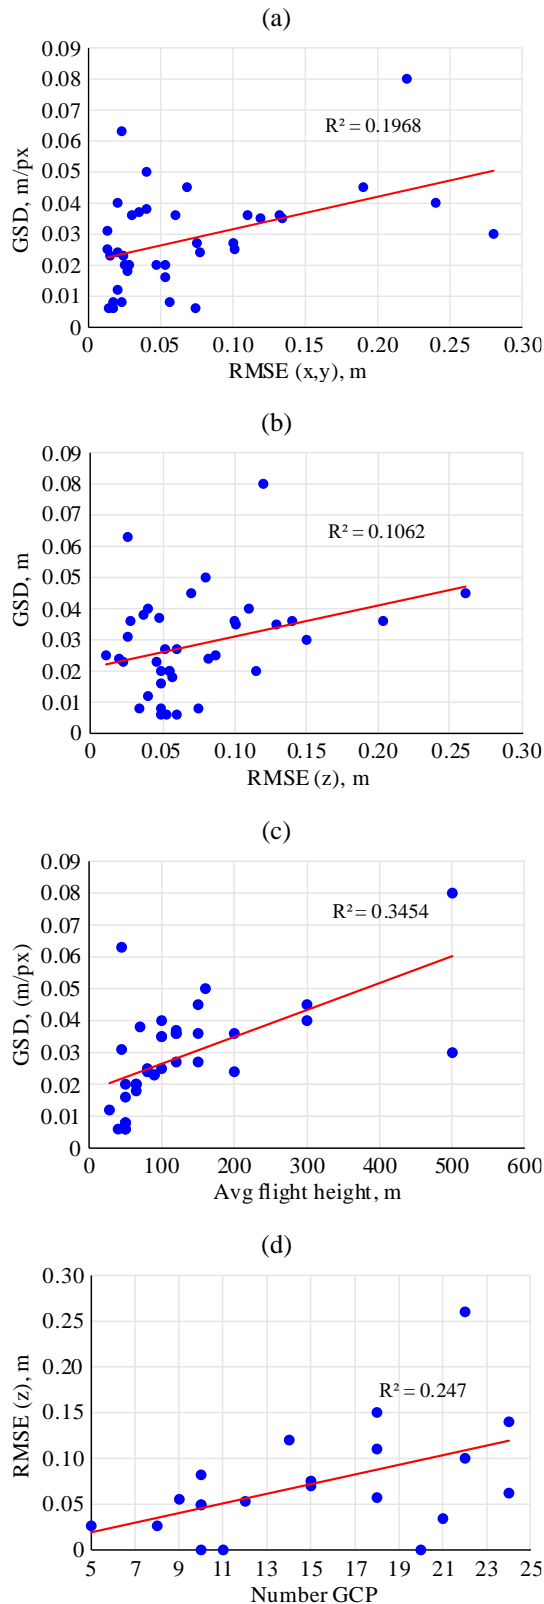 (a)
0.09
0.08
0.07
0.06
0.05
0.04
0.03
0.02
0.01
0
GSD, m/px
R² = 0.1968
0 0.05 0.10 0.15 0.20 0.25 0.30
RMSE (x,y), m
(b)
0.09
0.08
0.07
0.06
0.05
0.04
0.03
0.02
0.01
0
GSD, m
R² = 0.1062
0 0.05 0.10 0.15 0.20 0.25 0.30
RMSE (z), m
(c)
0.09
0.08
0.07
0.06
0.05
0.04
0.03
0.02
0.01
0
GSD, (m/px)
R² = 0.3454
0 100 200 300 400 500 600
Avg flight height, m
(d)
0.30
0.25
0.20
0.15
0.10
0.05
0
RMSE (z), m
R² = 0.247
5 7 9 11 13 15 17 19 21 23 25
Number GCP